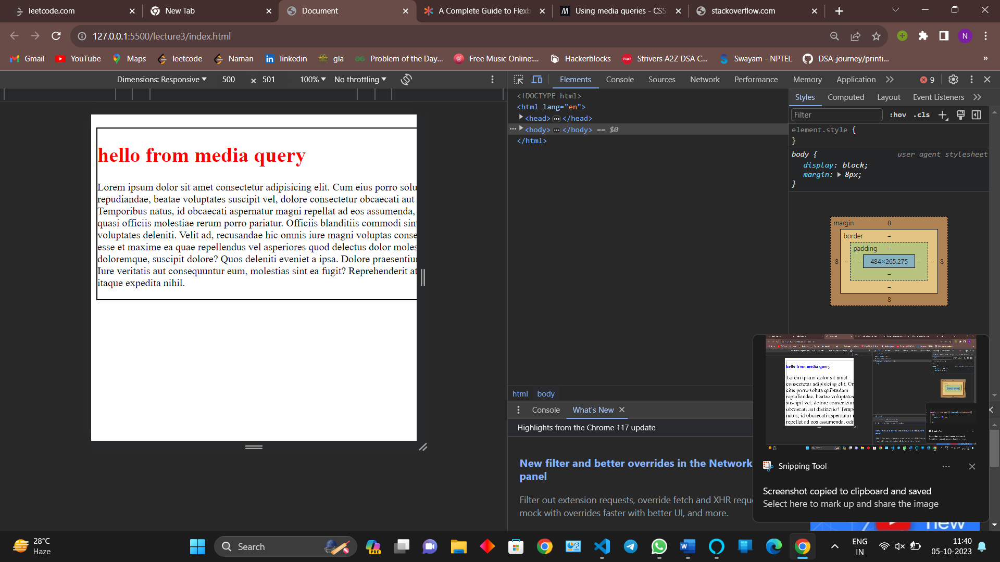 leetcode.com
New Tab
Document
A Complete Guide to Flexb
Using media queries - CSS
stackoverflow.com
127.0.0.1:5500/lecture3/index.html
N
Gmail
YouTube
Maps
leetcode
Naman
linkedin
gla
Problem of the Day...
Free Music Online:...
Hackerblocks
TUF
Strivers A2Z DSA C...
Swayam - NPTEL
DSA-journey/printi...
»
Dimensions: Responsive
500
x
501
100%
No throttling
Elements
Console
Sources
Network
Performance
Memory
Application
9
hello from media query
Lorem ipsum dolor sit amet consectetur adipisicing elit. Cum eius porro solu
repudiandae, beatae voluptates suscipit vel, dolore consectetur obcaecati aut
Temporibus natus, id obcaecati aspernatur magni repellat ad eos assumenda,
quasi officiis molestiae rerum porro pariatur. Officiis blanditiis commodi sin
voluptates deleniti. Velit ad, recusandae hic omnis iure magni voluptas conse
esse et maxime ea quae repellendus vel asperiores quod delectus dolor moles
doloremque, suscipit dolore? Quos deleniti eveniet a ipsa. Dolore praesentiu
Iure veritatis aut consequuntur eum, molestias sint ea fugit? Reprehenderit at
itaque expedita nihil.
<!DOCTYPE html>
<html lang="en">
<head>…</head>
<body>…</body> == $0
</html>
Styles
Computed
Layout
Event Listeners
Filter
:hov
.cls
element.style {
}
body {
user agent stylesheet
display: block;
margin: 8px;
}
margin
8
border
–
padding
–
8
–
–
484×265.275
–
–
8
–
–
8
html
body
Console
What's New
Highlights from the Chrome 117 update
New filter and better overrides in the Network
panel
Filter out extension requests, override fetch and XHR reque
mock with overrides faster with better UI, and more.
hello from media query
Lorem ipsum dolor sit amet
consectetur adipisicing elit. Cu
eius porro soluta quibusdam
repudiandae, beatae voluptates
suscipit vel, dolore consectetur
obcaecati aut distinctio? Temp
natus, id obcaecati aspernatur
repellat ad eos assumenda, odi
Snipping Tool
Screenshot copied to clipboard and saved
Select here to mark up and share the image
new
28°C
Haze
Search
PRE
ENG
IN
11:40
05-10-2023